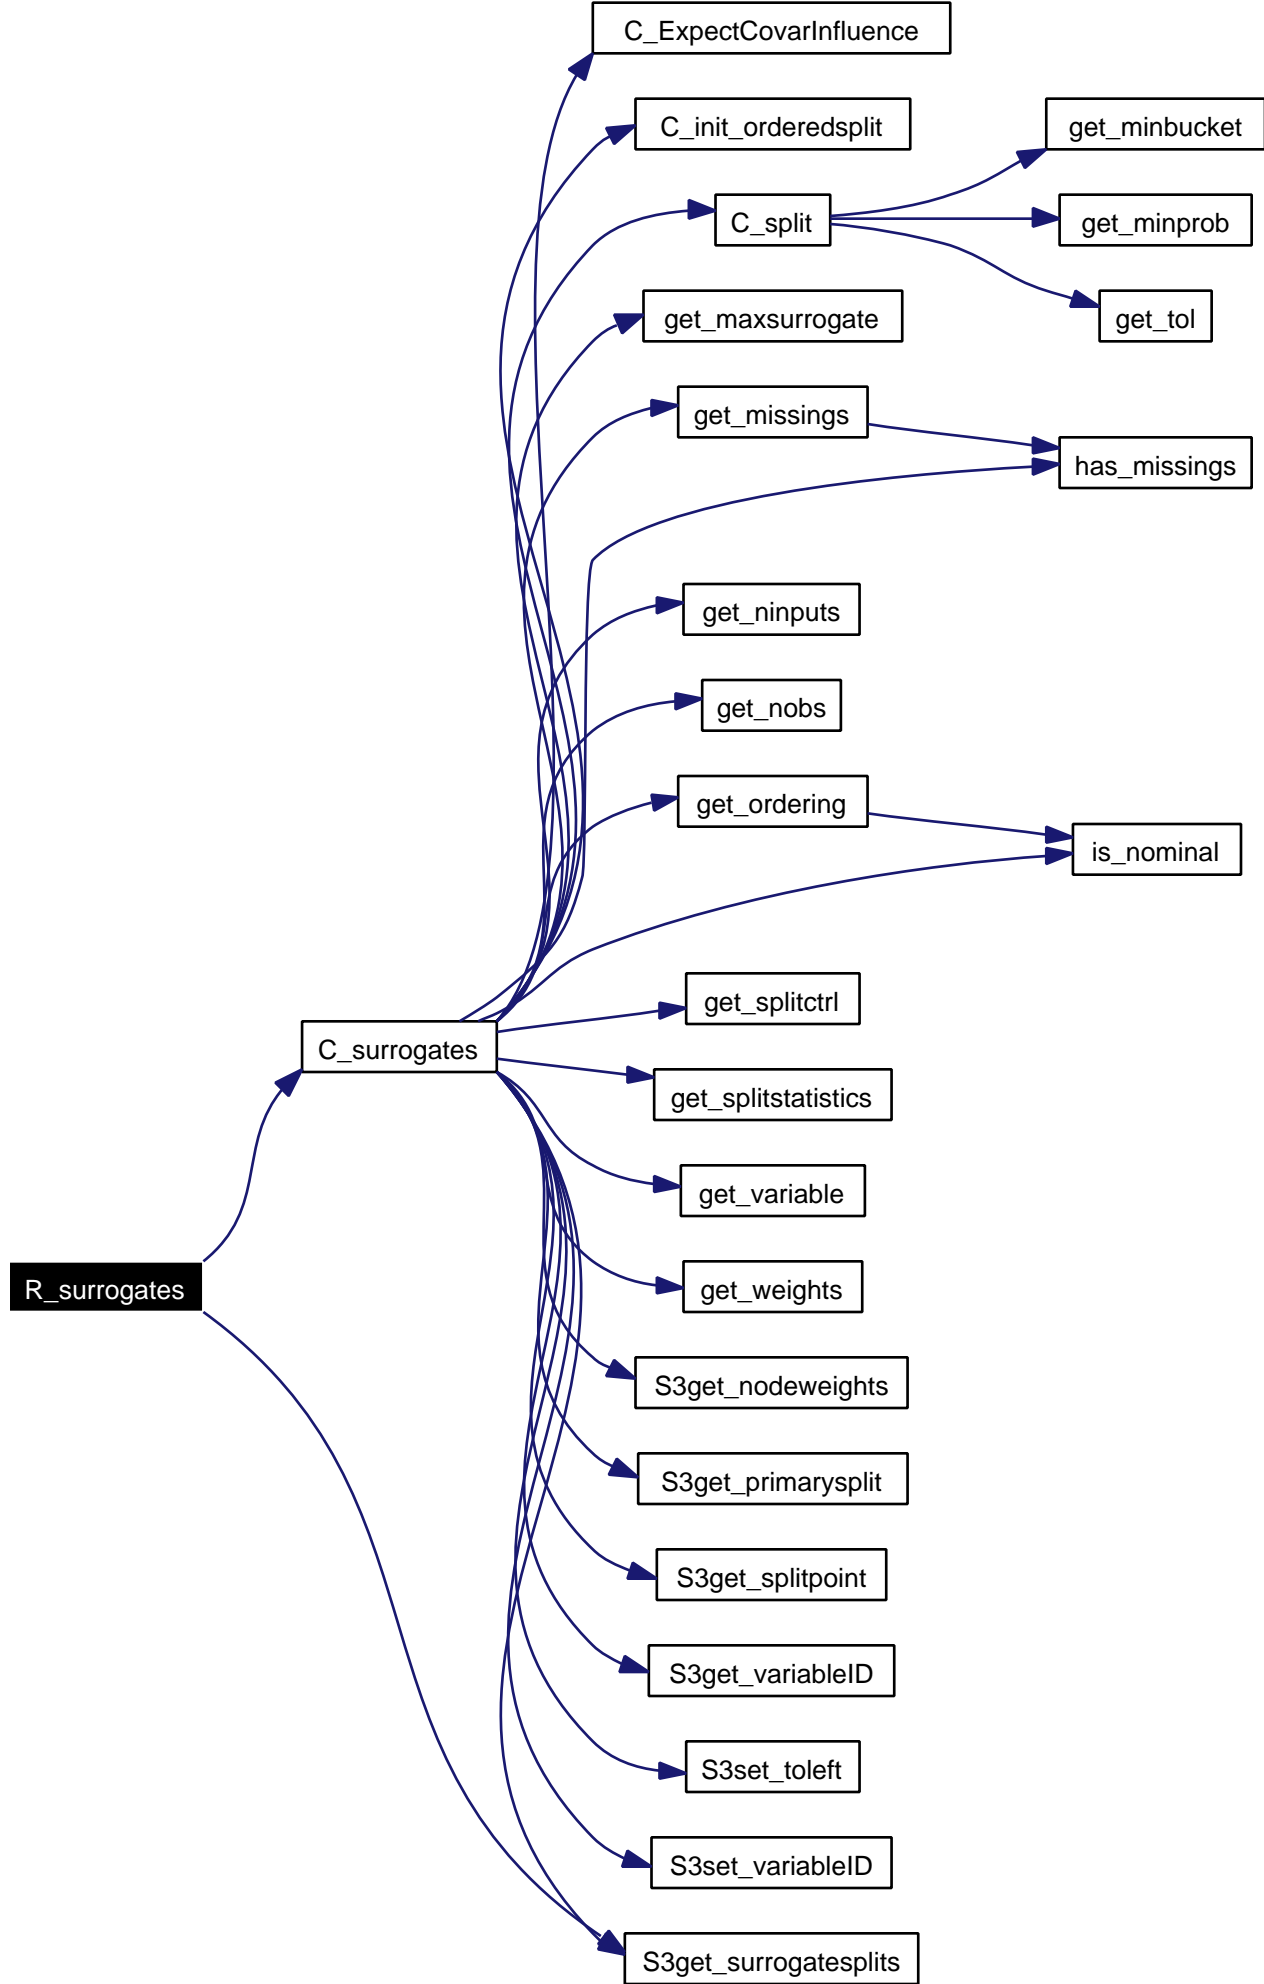 C_ExpectCovarInfluence
C_init_orderedsplit
get_minbucket
C_split
get_minprob
get_maxsurrogate
get_tol
get_missings
has_missings
get_ninputs
get_nobs
get_ordering
is_nominal
get_splitctrl
C_surrogates
get_splitstatistics
get_variable
R_surrogates
get_weights
S3get_nodeweights
S3get_primarysplit
S3get_splitpoint
S3get_variableID
S3set_toleft
S3set_variableID
S3get_surrogatesplits